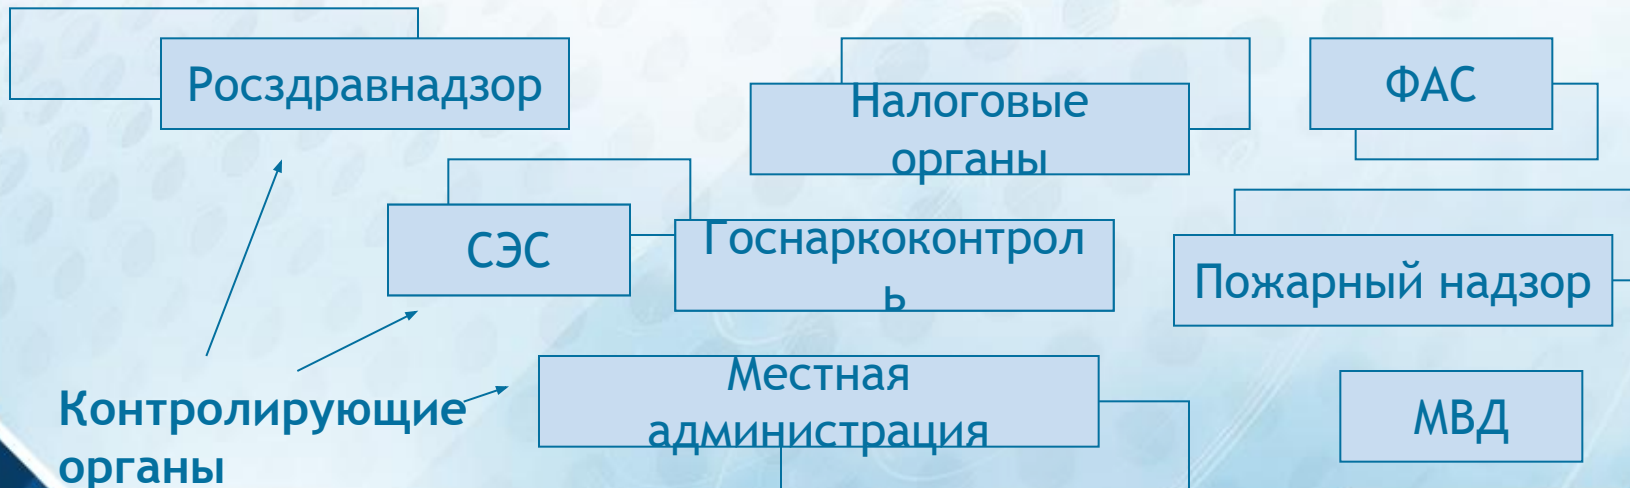 Росздравнадзор
Налоговые
органы
ФАС
СЭС
Госнаркоконтрол
ь
Пожарный надзор
Местная
администрация
МВД
Контролирующие
органы